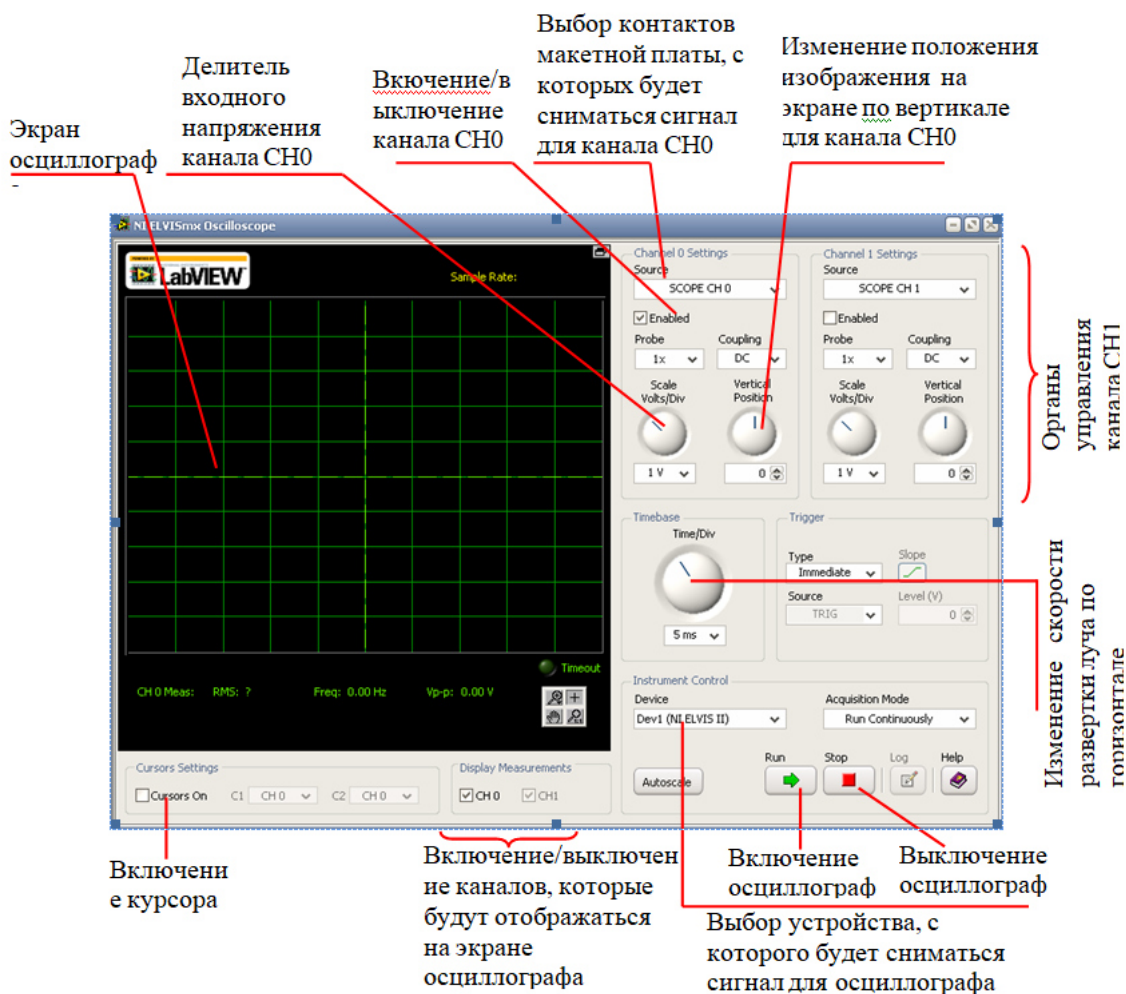 Выбор контактов
макетной платы, с
которых будет
сниматься сигнал
для канала CH0
Изменение положения
изображения на
экране по вертикале
для канала CH0
Делитель
входного
напряжения
канала CH0
Вкючение/в
ыключение
канала CH0
Экран
осциллограф
NI ELVISmx Oscilloscope
LabVIEW
Sample Rate:
Channel 0 Settings
Source
SCOPE CH 0
Enabled
Probe Coupling
1x DC
Scale Volts/Div
Vertical Position
1 V 0
Channel 1 Settings
Source
SCOPE CH 1
Enabled
Probe Coupling
1x DC
Scale Volts/Div
Vertical Position
1 V 0
Органы
управления
канала CH1
Timebase
Time/Div
5 ms
Trigger
Type Slope
Immediate
Source Level (V)
TRIG 0
Изменение скорости
развертки луча по
горизонтале
Timeout
CH 0 Meas: RMS: ? Freq: 0.00 Hz Vp-p: 0.00 V
Instrument Control
Device Acquisition Mode
Dev1 (NI ELVIS II) Run Continuously
Run Stop Log Help
Autoscale
Cursors Settings
Cursors On C1 CH 0 C2 CH 0
Display Measurements
CH 0 CH1
Включени
е курсора
Включение/выключен
ие каналов, которые
будут отображаться
на экране
осциллографа
Включение
осциллограф
Выключение
осциллограф
Выбор устройства, с
которого будет сниматься
сигнал для осциллографа